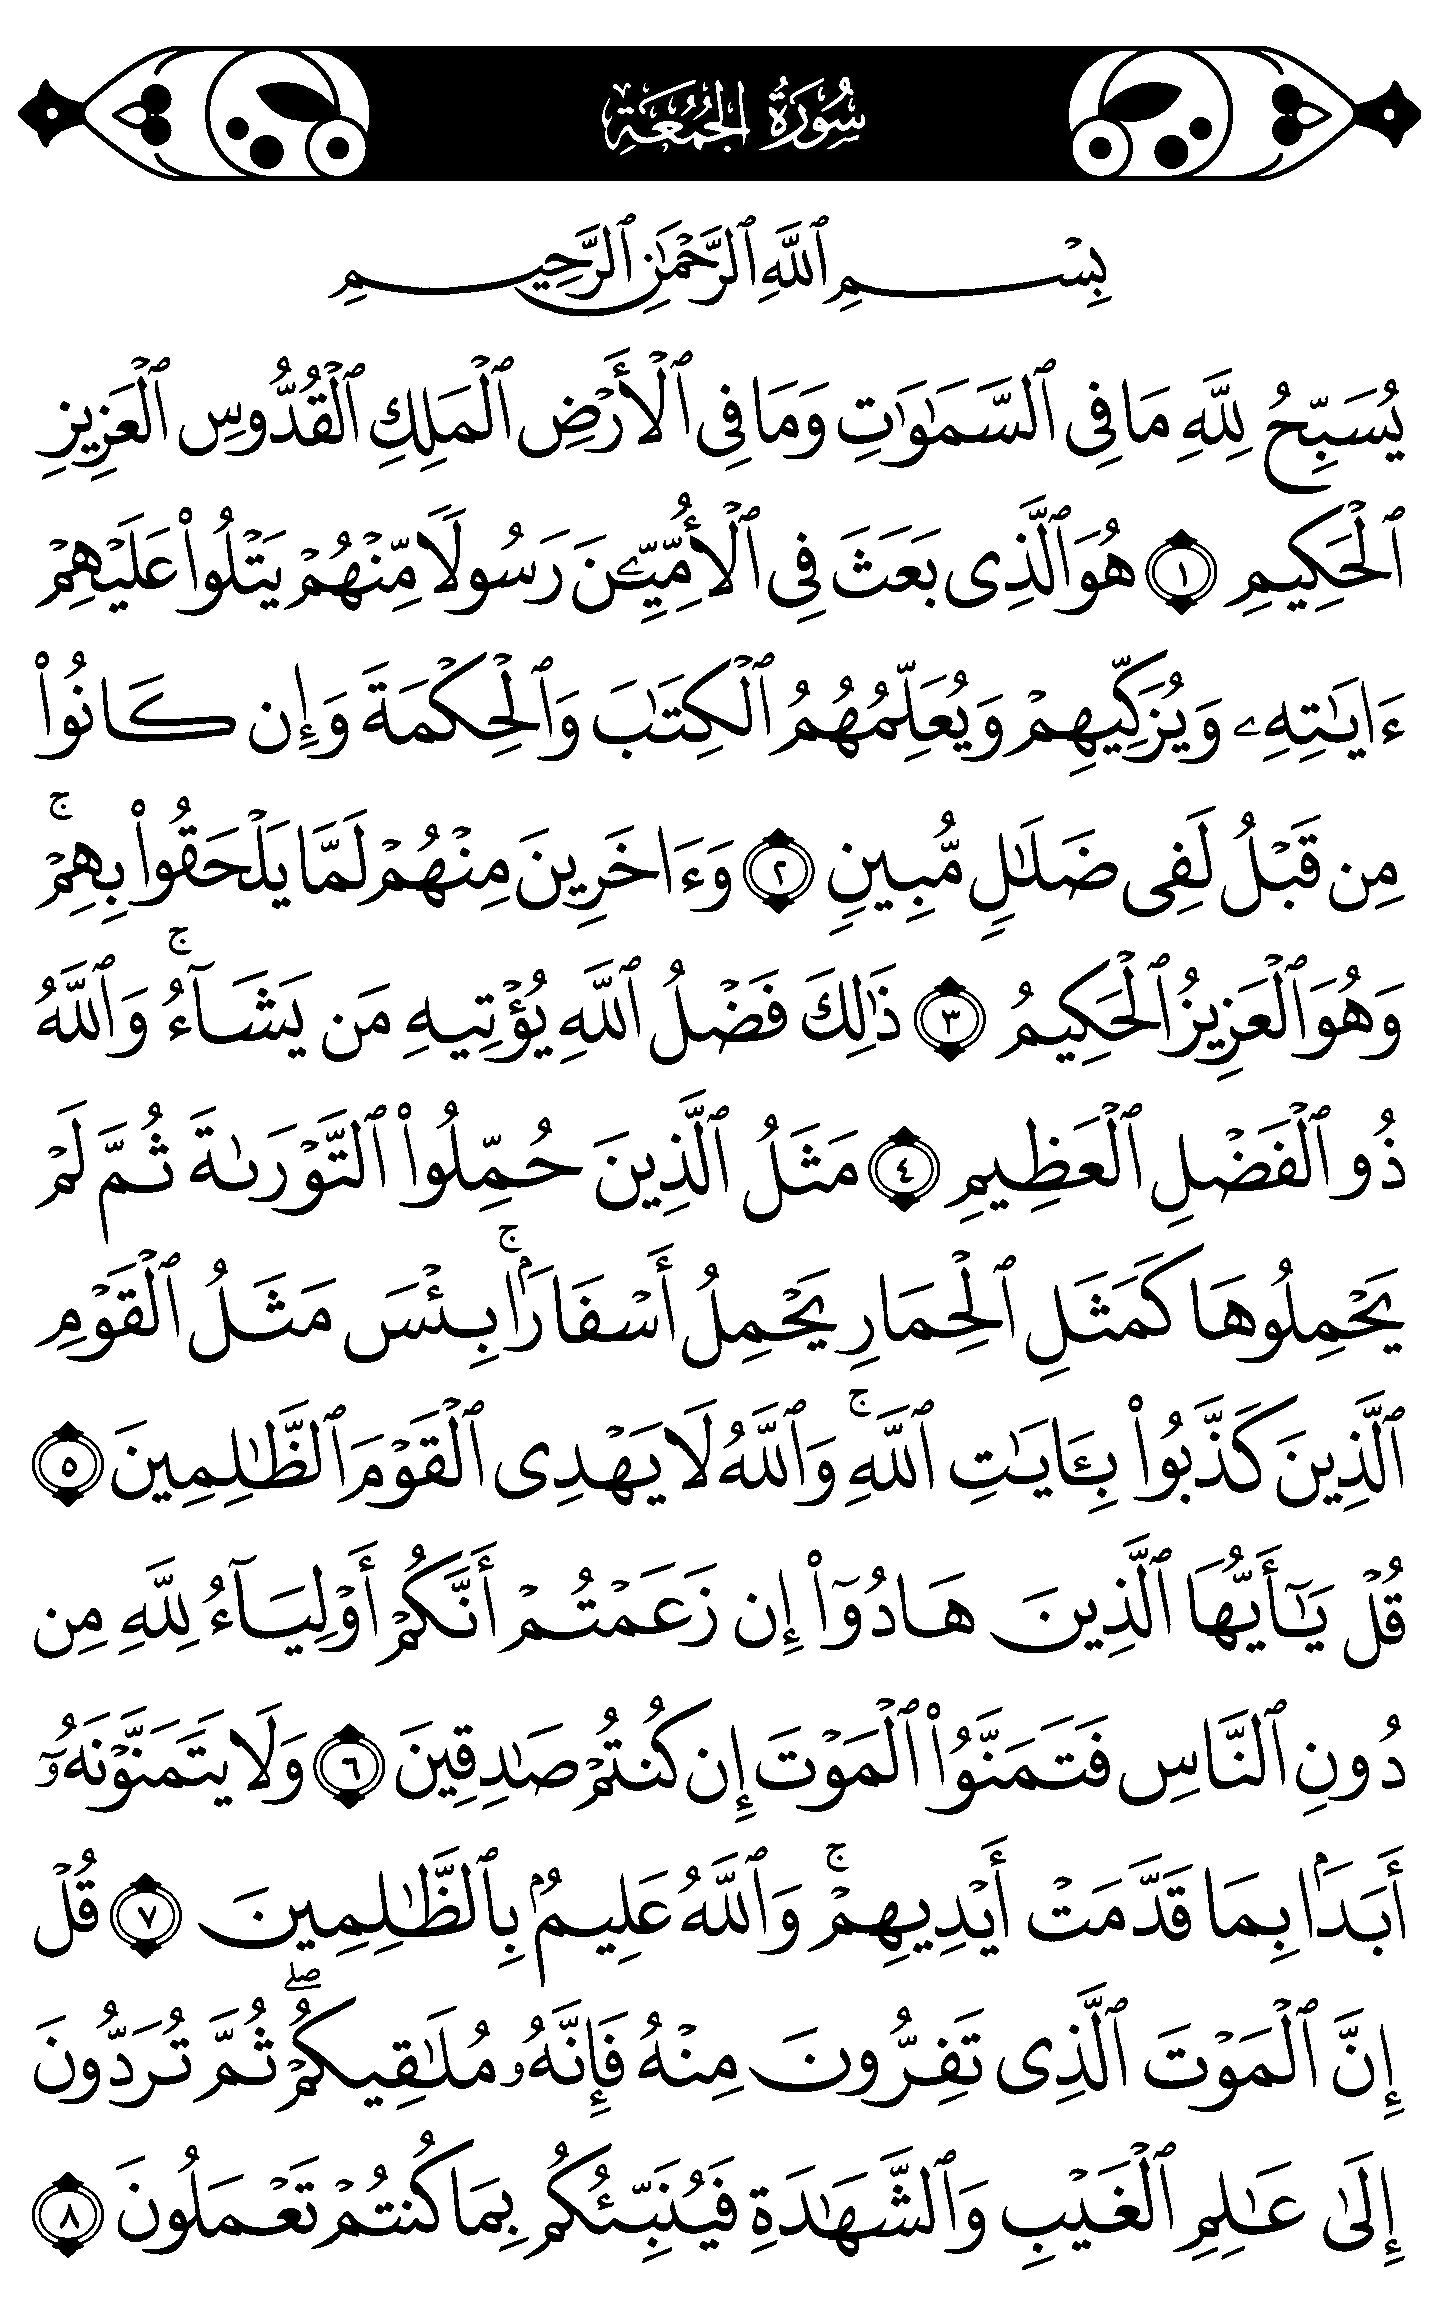 سُورَةُ الجُمُعَةِ
بِسۡمِ ٱللَّهِ ٱلرَّحۡمَٰنِ ٱلرَّحِيمِ
يُسَبِّحُ لِلَّهِ مَا فِي ٱلسَّمَٰوَٰتِ وَمَا فِي ٱلۡأَرۡضِ ٱلۡمَلِكِ ٱلۡقُدُّوسِ ٱلۡعَزِيزِ
ٱلۡحَكِيمِ ١ هُوَ ٱلَّذِي بَعَثَ فِي ٱلۡأُمِّيِّـۧنَ رَسُولٗا مِّنۡهُمۡ يَتۡلُواْ عَلَيۡهِمۡ
ءَايَٰتِهِۦ وَيُزَكِّيهِمۡ وَيُعَلِّمُهُمُ ٱلۡكِتَٰبَ وَٱلۡحِكۡمَةَ وَإِن كَانُواْ
مِن قَبۡلُ لَفِي ضَلَٰلٖ مُّبِينٖ ٢ وَءَاخَرِينَ مِنۡهُمۡ لَمَّا يَلۡحَقُواْ بِهِمۡۚ
وَهُوَ ٱلۡعَزِيزُ ٱلۡحَكِيمُ ٣ ذَٰلِكَ فَضۡلُ ٱللَّهِ يُؤۡتِيهِ مَن يَشَآءُۚ وَٱللَّهُ
ذُو ٱلۡفَضۡلِ ٱلۡعَظِيمِ ٤ مَثَلُ ٱلَّذِينَ حُمِّلُواْ ٱلتَّوۡرَىٰةَ ثُمَّ لَمۡ
يَحۡمِلُوهَا كَمَثَلِ ٱلۡحِمَارِ يَحۡمِلُ أَسۡفَارَۢاۚ بِئۡسَ مَثَلُ ٱلۡقَوۡمِ
ٱلَّذِينَ كَذَّبُواْ بِـَٔايَٰتِ ٱللَّهِۚ وَٱللَّهُ لَا يَهۡدِي ٱلۡقَوۡمَ ٱلظَّٰلِمِينَ ٥
قُلۡ يَٰٓأَيُّهَا ٱلَّذِينَ هَادُوٓاْ إِن زَعَمۡتُمۡ أَنَّكُمۡ أَوۡلِيَآءُ لِلَّهِ مِن
دُونِ ٱلنَّاسِ فَتَمَنَّوُاْ ٱلۡمَوۡتَ إِن كُنتُمۡ صَٰدِقِينَ ٦ وَلَا يَتَمَنَّوۡنَهُۥٓ
أَبَدَۢا بِمَا قَدَّمَتۡ أَيۡدِيهِمۡۚ وَٱللَّهُ عَلِيمُۢ بِٱلظَّٰلِمِينَ ٧ قُلۡ
إِنَّ ٱلۡمَوۡتَ ٱلَّذِي تَفِرُّونَ مِنۡهُ فَإِنَّهُۥ مُلَٰقِيكُمۡۖ ثُمَّ تُرَدُّونَ
إِلَىٰ عَٰلِمِ ٱلۡغَيۡبِ وَٱلشَّهَٰدَةِ فَيُنَبِّئُكُم بِمَا كُنتُمۡ تَعۡمَلُونَ ٨